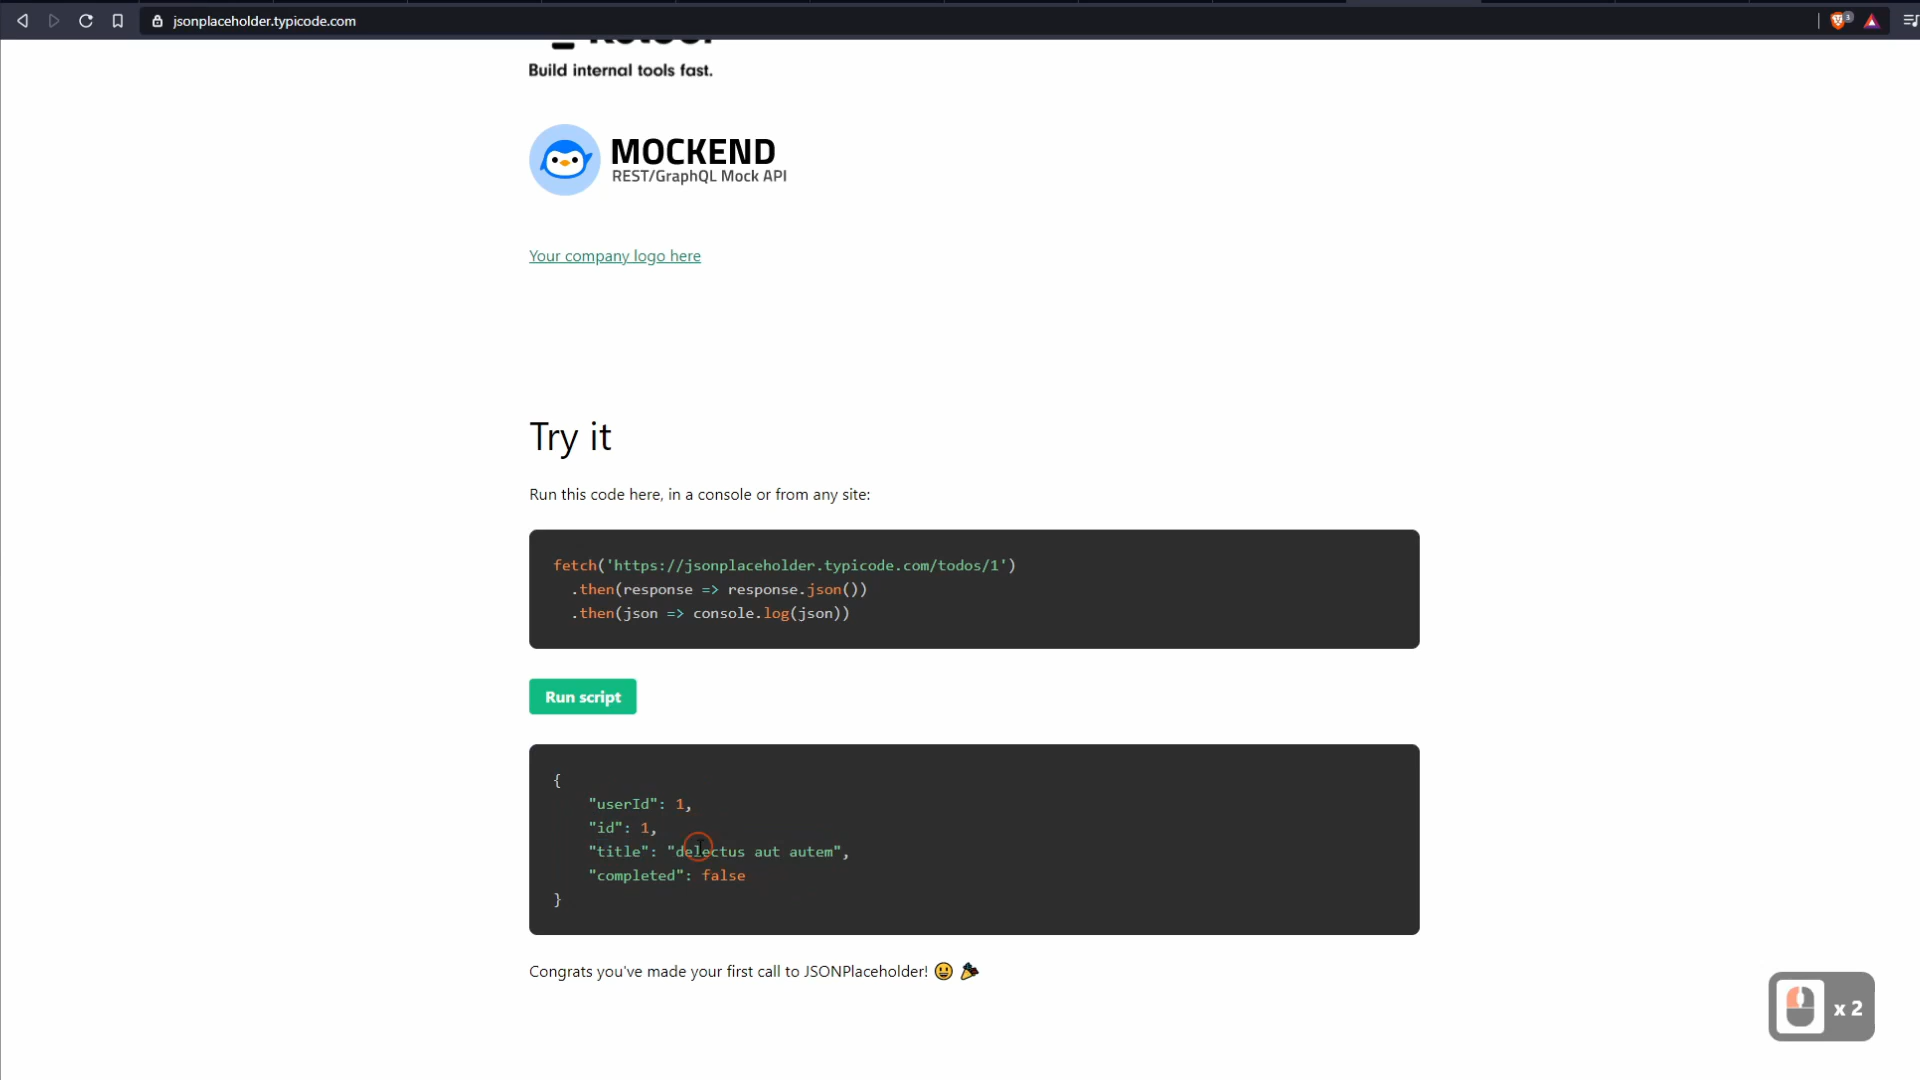 jsonplaceholder.typicode.com
3
Build internal tools fast.
MOCKEND
REST/GraphQL Mock API
Your company logo here
Try it
Run this code here, in a console or from any site:
fetch('https://jsonplaceholder.typicode.com/todos/1')
.then(response => response.json())
.then(json => console.log(json))
Run script
{
"userId": 1,
"id": 1,
"title": "delectus aut autem",
"completed": false
}
Congrats you've made your first call to JSONPlaceholder! 😃 🎉
x 2